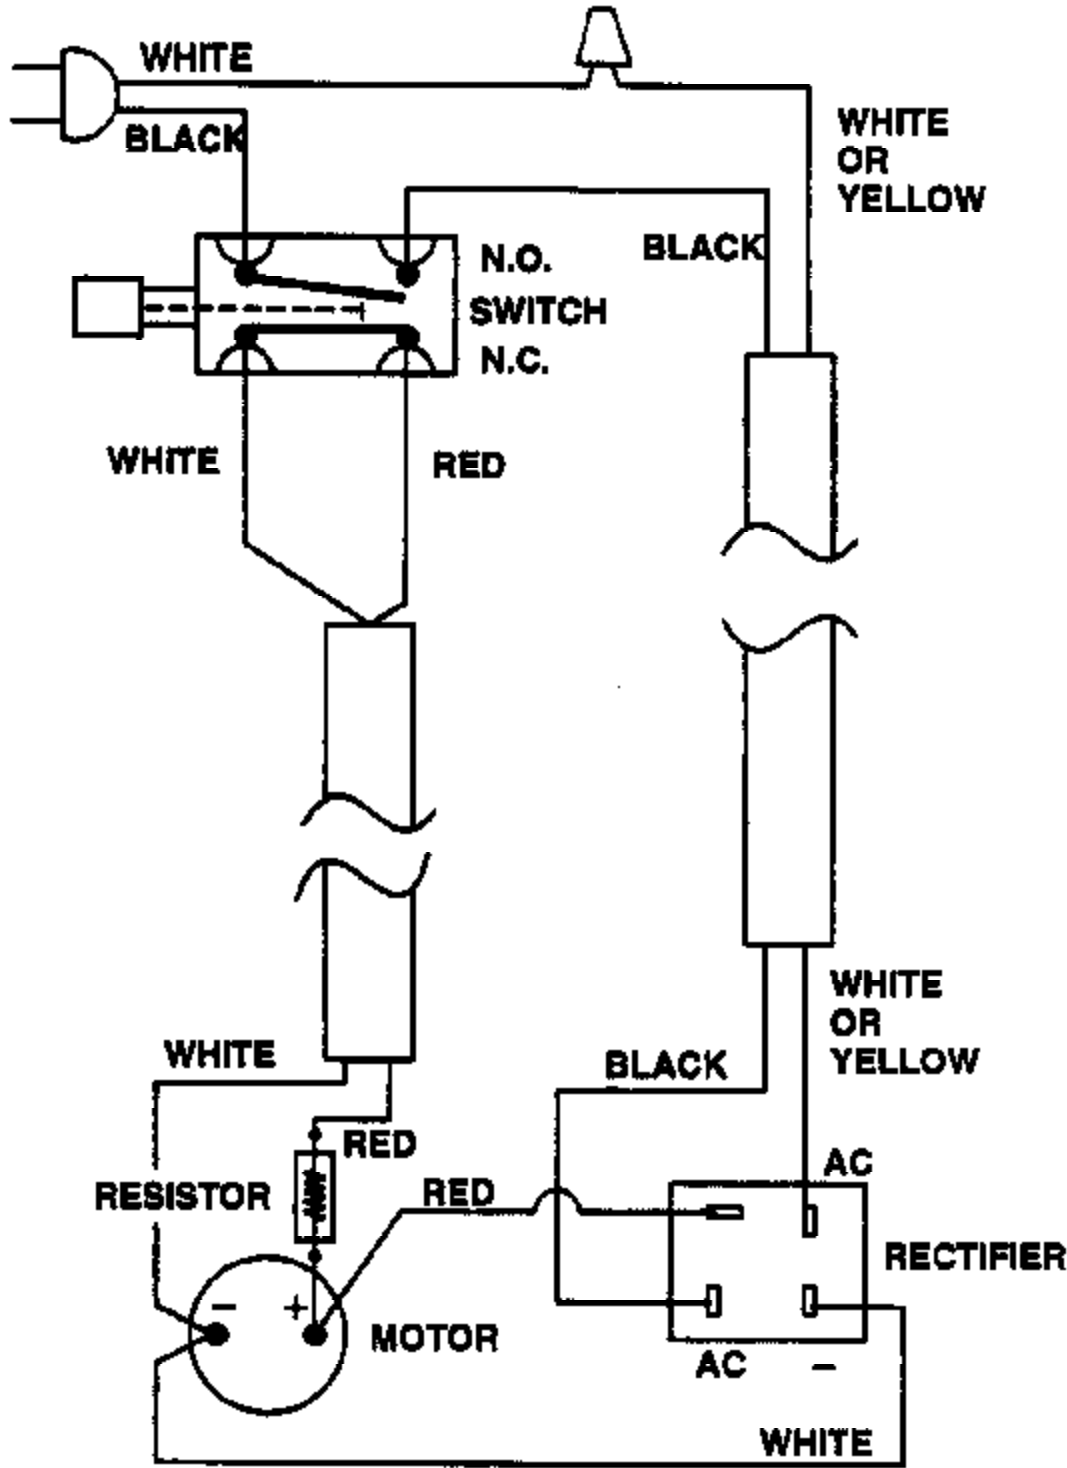 WHITE
BLACK
WHITE
OR
YELLOW
BLACK
N.O.
SWITCH
N.C.
WHITE
RED
WHITE
OR
YELLOW
WHITE
BLACK
RED
AC
RESISTOR
RED
RECTIFIER
− +
MOTOR
AC −
WHITE